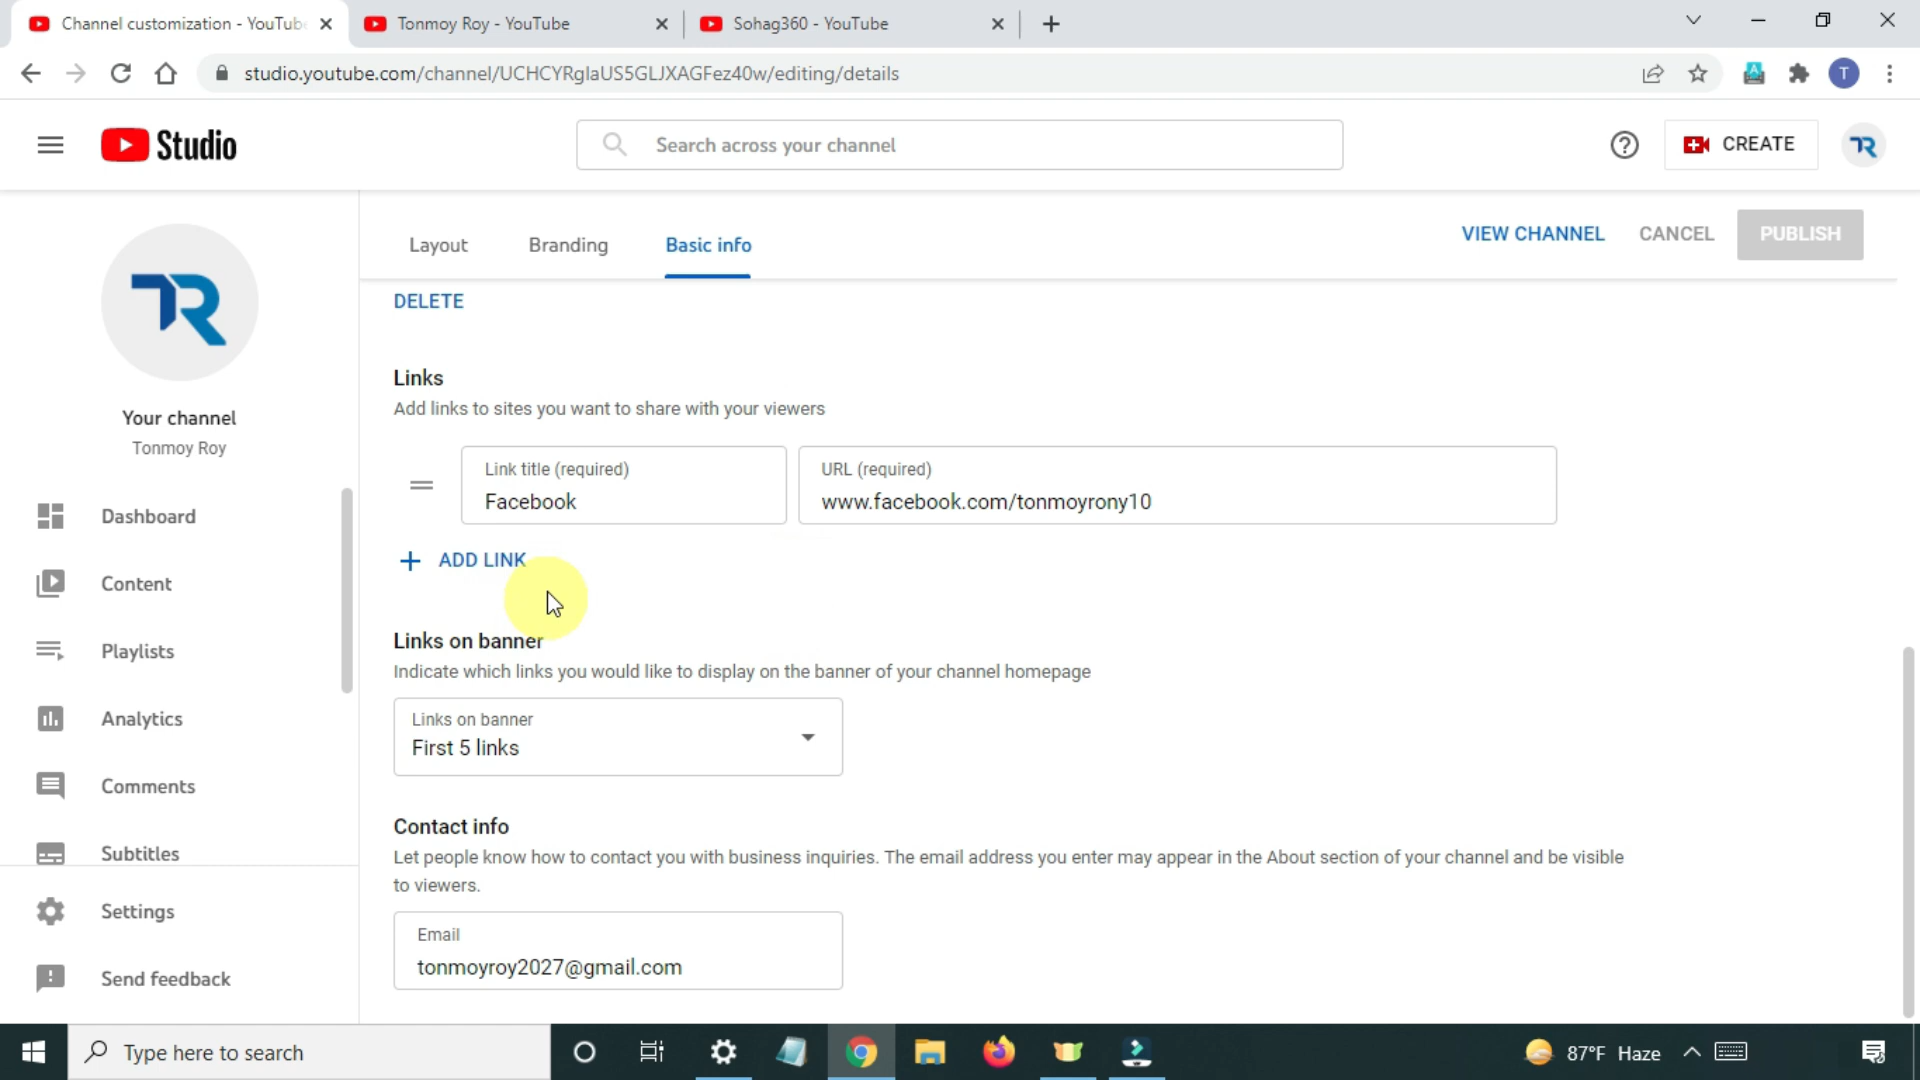 Channel customization - YouTube
Tonmoy Roy - YouTube
Sohag360 - YouTube
studio.youtube.com/channel/UCHCYRglaUS5GLJXAGFez40w/editing/details
T
Studio
Search across your channel
CREATE
TR
Layout
Branding
Basic info
VIEW CHANNEL
CANCEL
PUBLISH
TR
Your channel
Tonmoy Roy
Dashboard
Content
Playlists
Analytics
Comments
Subtitles
Settings
Send feedback
DELETE
Links
Add links to sites you want to share with your viewers
Link title (required)
Facebook
URL (required)
www.facebook.com/tonmoyrony10
ADD LINK
Links on banner
Indicate which links you would like to display on the banner of your channel homepage
Links on banner
First 5 links
Contact info
Let people know how to contact you with business inquiries. The email address you enter may appear in the About section of your channel and be visible
to viewers.
Email
tonmoyroy2027@gmail.com
Type here to search
87°F Haze